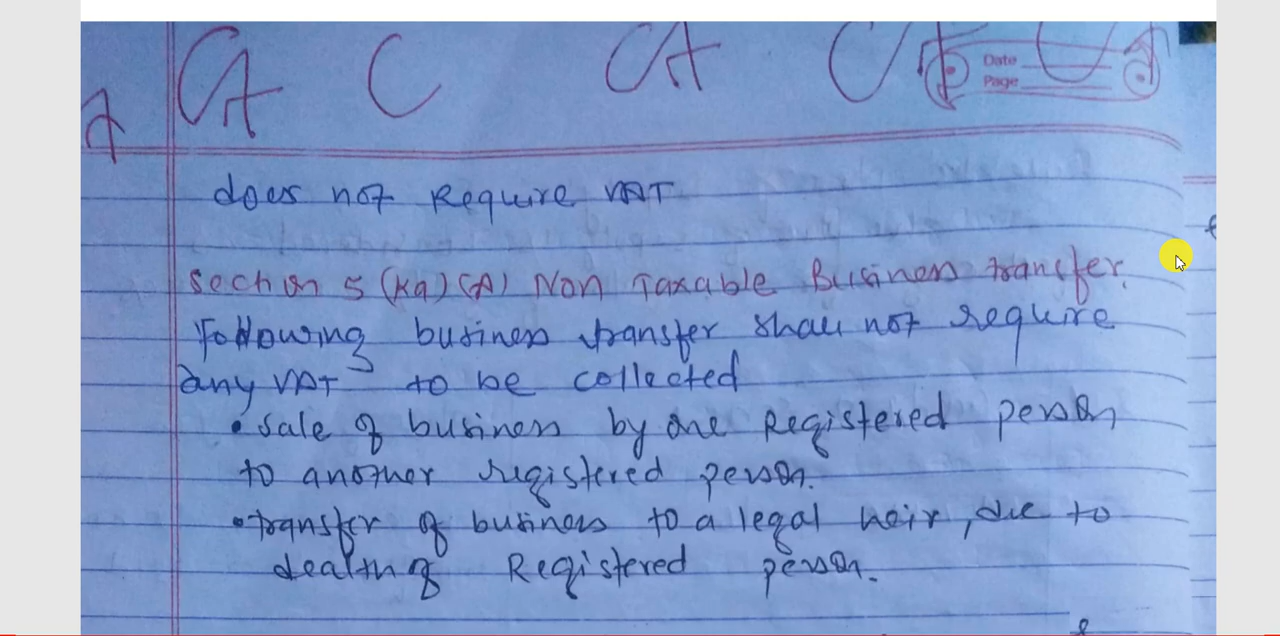 A CA C CA C
Date
Page
does not Require VAT
Section 5 (Ka) (A) Non Taxable Business transfer.
Following business transfer shall not require
any VAT to be collected
• Sale of business by one Registered person
to another registered person.
• transfer of business to a legal heir, due to
death of Registered person.